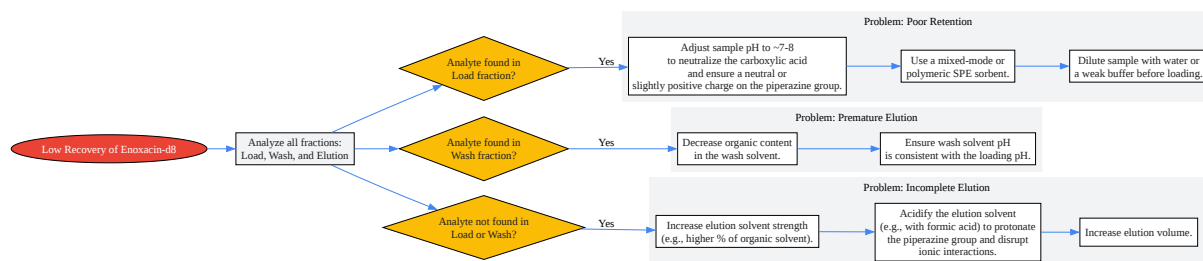 Low Recovery of Enoxacin-d8
Analyze all fractions:
Load, Wash, and Elution
Analyte found in
Load fraction?
Yes
Problem: Poor Retention
Adjust sample pH to ~7-8
to neutralize the carboxylic acid
and ensure a neutral or
slightly positive charge on the piperazine group.
Use a mixed-mode or
polymeric SPE sorbent.
Dilute sample with water or
a weak buffer before loading.
Analyte found in
Wash fraction?
Yes
Problem: Premature Elution
Decrease organic content
in the wash solvent.
Ensure wash solvent pH
is consistent with the loading pH.
Analyte not found in
Load or Wash?
Yes
Problem: Incomplete Elution
Increase elution solvent strength
(e.g., higher % of organic solvent).
Acidify the elution solvent
(e.g., with formic acid) to protonate
the piperazine group and disrupt
ionic interactions.
Increase elution volume.